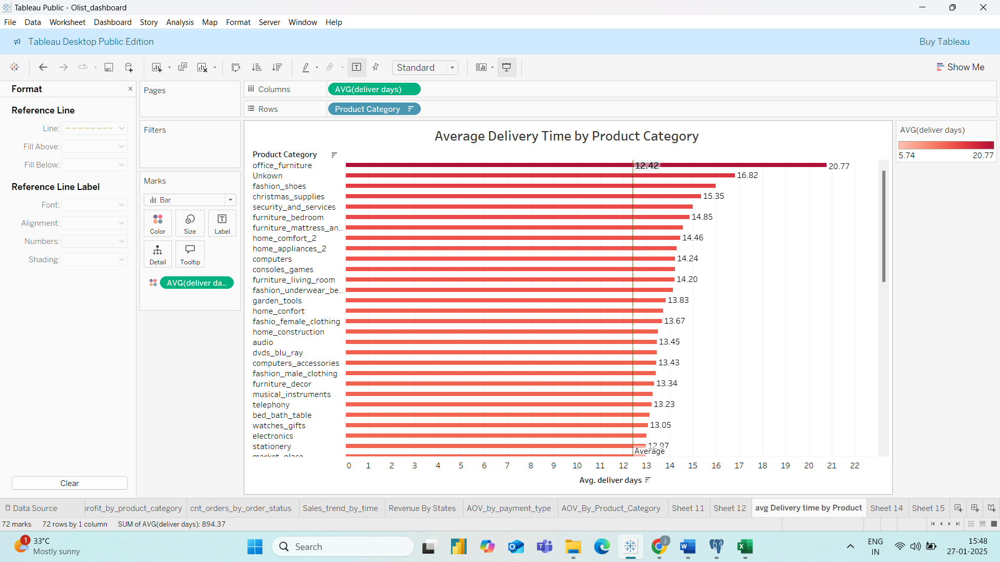 Tableau Public - Olist_dashboard
File Data Worksheet Dashboard Story Analysis Map Format Server Window Help
Tableau Desktop Public Edition
Buy Tableau
Standard
Show Me
Format
Reference Line
Line:
Fill Above:
Fill Below:
Reference Line Label
Font:
Alignment:
Numbers:
Shading:
Clear
Pages
Filters
Marks
Bar
Color
Size
Label
Detail
Tooltip
AVG(deliver da..
Columns
AVG(deliver days)
Rows
Product Category
Average Delivery Time by Product Category
Product Category
office_furniture 12.42 20.77
Unkown 16.82
fashion_shoes
christmas_supplies 15.35
security_and_services
furniture_bedroom 14.85
furniture_mattress_an..
home_comfort_2 14.46
home_appliances_2
computers 14.24
consoles_games
furniture_living_room 14.20
fashion_underwear_be..
garden_tools 13.83
home_confort
fashio_female_clothing 13.67
home_construction
audio 13.45
dvds_blu_ray
computers_accessories 13.43
fashion_male_clothing
furniture_decor 13.34
musical_instruments
telephony 13.23
bed_bath_table
watches_gifts 13.05
electronics
stationery 12.97
Average
market_place
0 1 2 3 4 5 6 7 8 9 10 11 12 13 14 15 16 17 18 19 20 21 22
Avg. deliver days
AVG(deliver days)
5.74 20.77
Data Source
profit_by_product_category
cnt_orders_by_order_status
Sales_trend_by_time
Revenue By States
AOV_by_payment_type
AOV_By_Product_Category
Sheet 11
Sheet 12
avg Delivery time by Product
Sheet 14
Sheet 15
72 marks 72 rows by 1 column SUM of AVG(deliver days): 894.37
1
33°C
Mostly sunny
Search
ENG
IN
15:48
27-01-2025